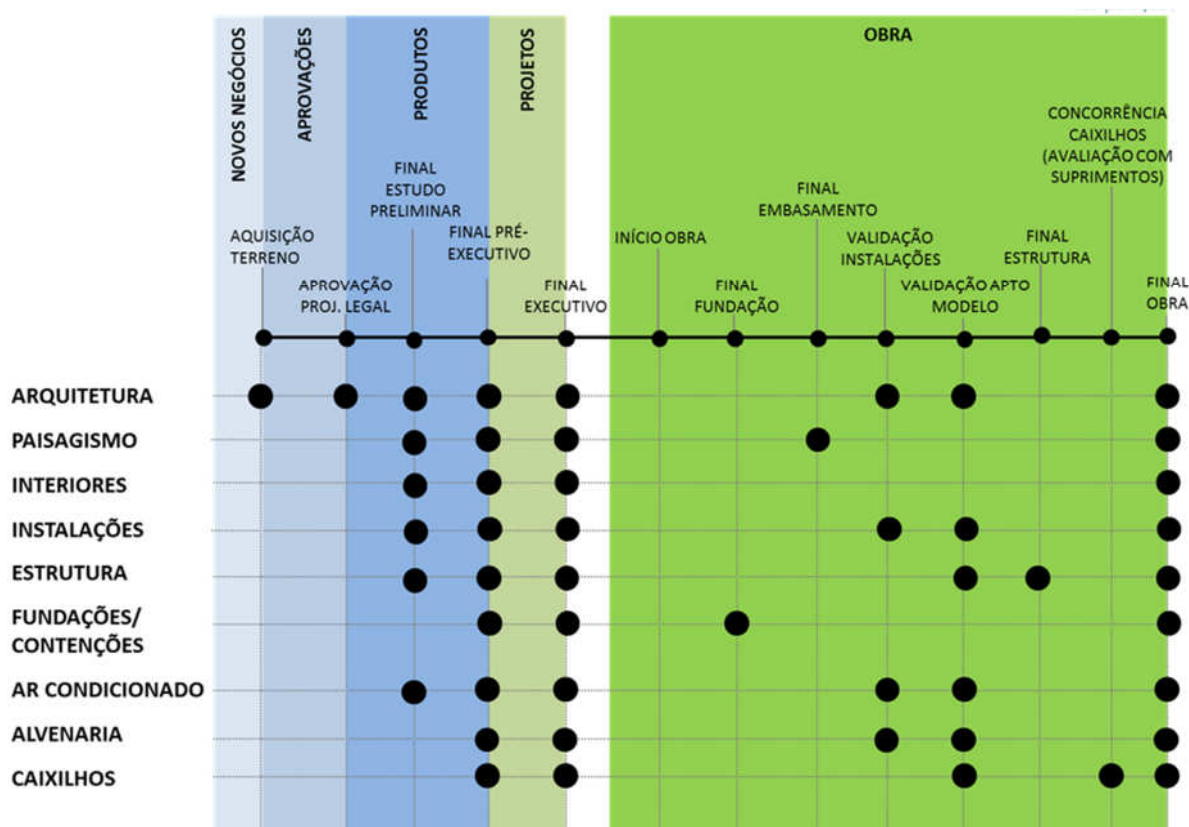 NOVOS NEGÓCIOS
APROVAÇÕES
PRODUTOS
PROJETOS
OBRA
AQUISIÇÃO
TERRENO
APROVAÇÃO
PROJ. LEGAL
FINAL
ESTUDO
PRELIMINAR
FINAL PRÉ-
EXECUTIVO
FINAL
EXECUTIVO
INÍCIO OBRA
FINAL
FUNDAÇÃO
FINAL
EMBASAMENTO
VALIDAÇÃO
INSTALAÇÕES
VALIDAÇÃO APTO
MODELO
FINAL
ESTRUTURA
CONCORRÊNCIA
CAIXILHOS
(AVALIAÇÃO COM
SUPRIMENTOS)
FINAL
OBRA
ARQUITETURA
PAISAGISMO
INTERIORES
INSTALAÇÕES
ESTRUTURA
FUNDAÇÕES/
CONTENÇÕES
AR CONDICIONADO
ALVENARIA
CAIXILHOS